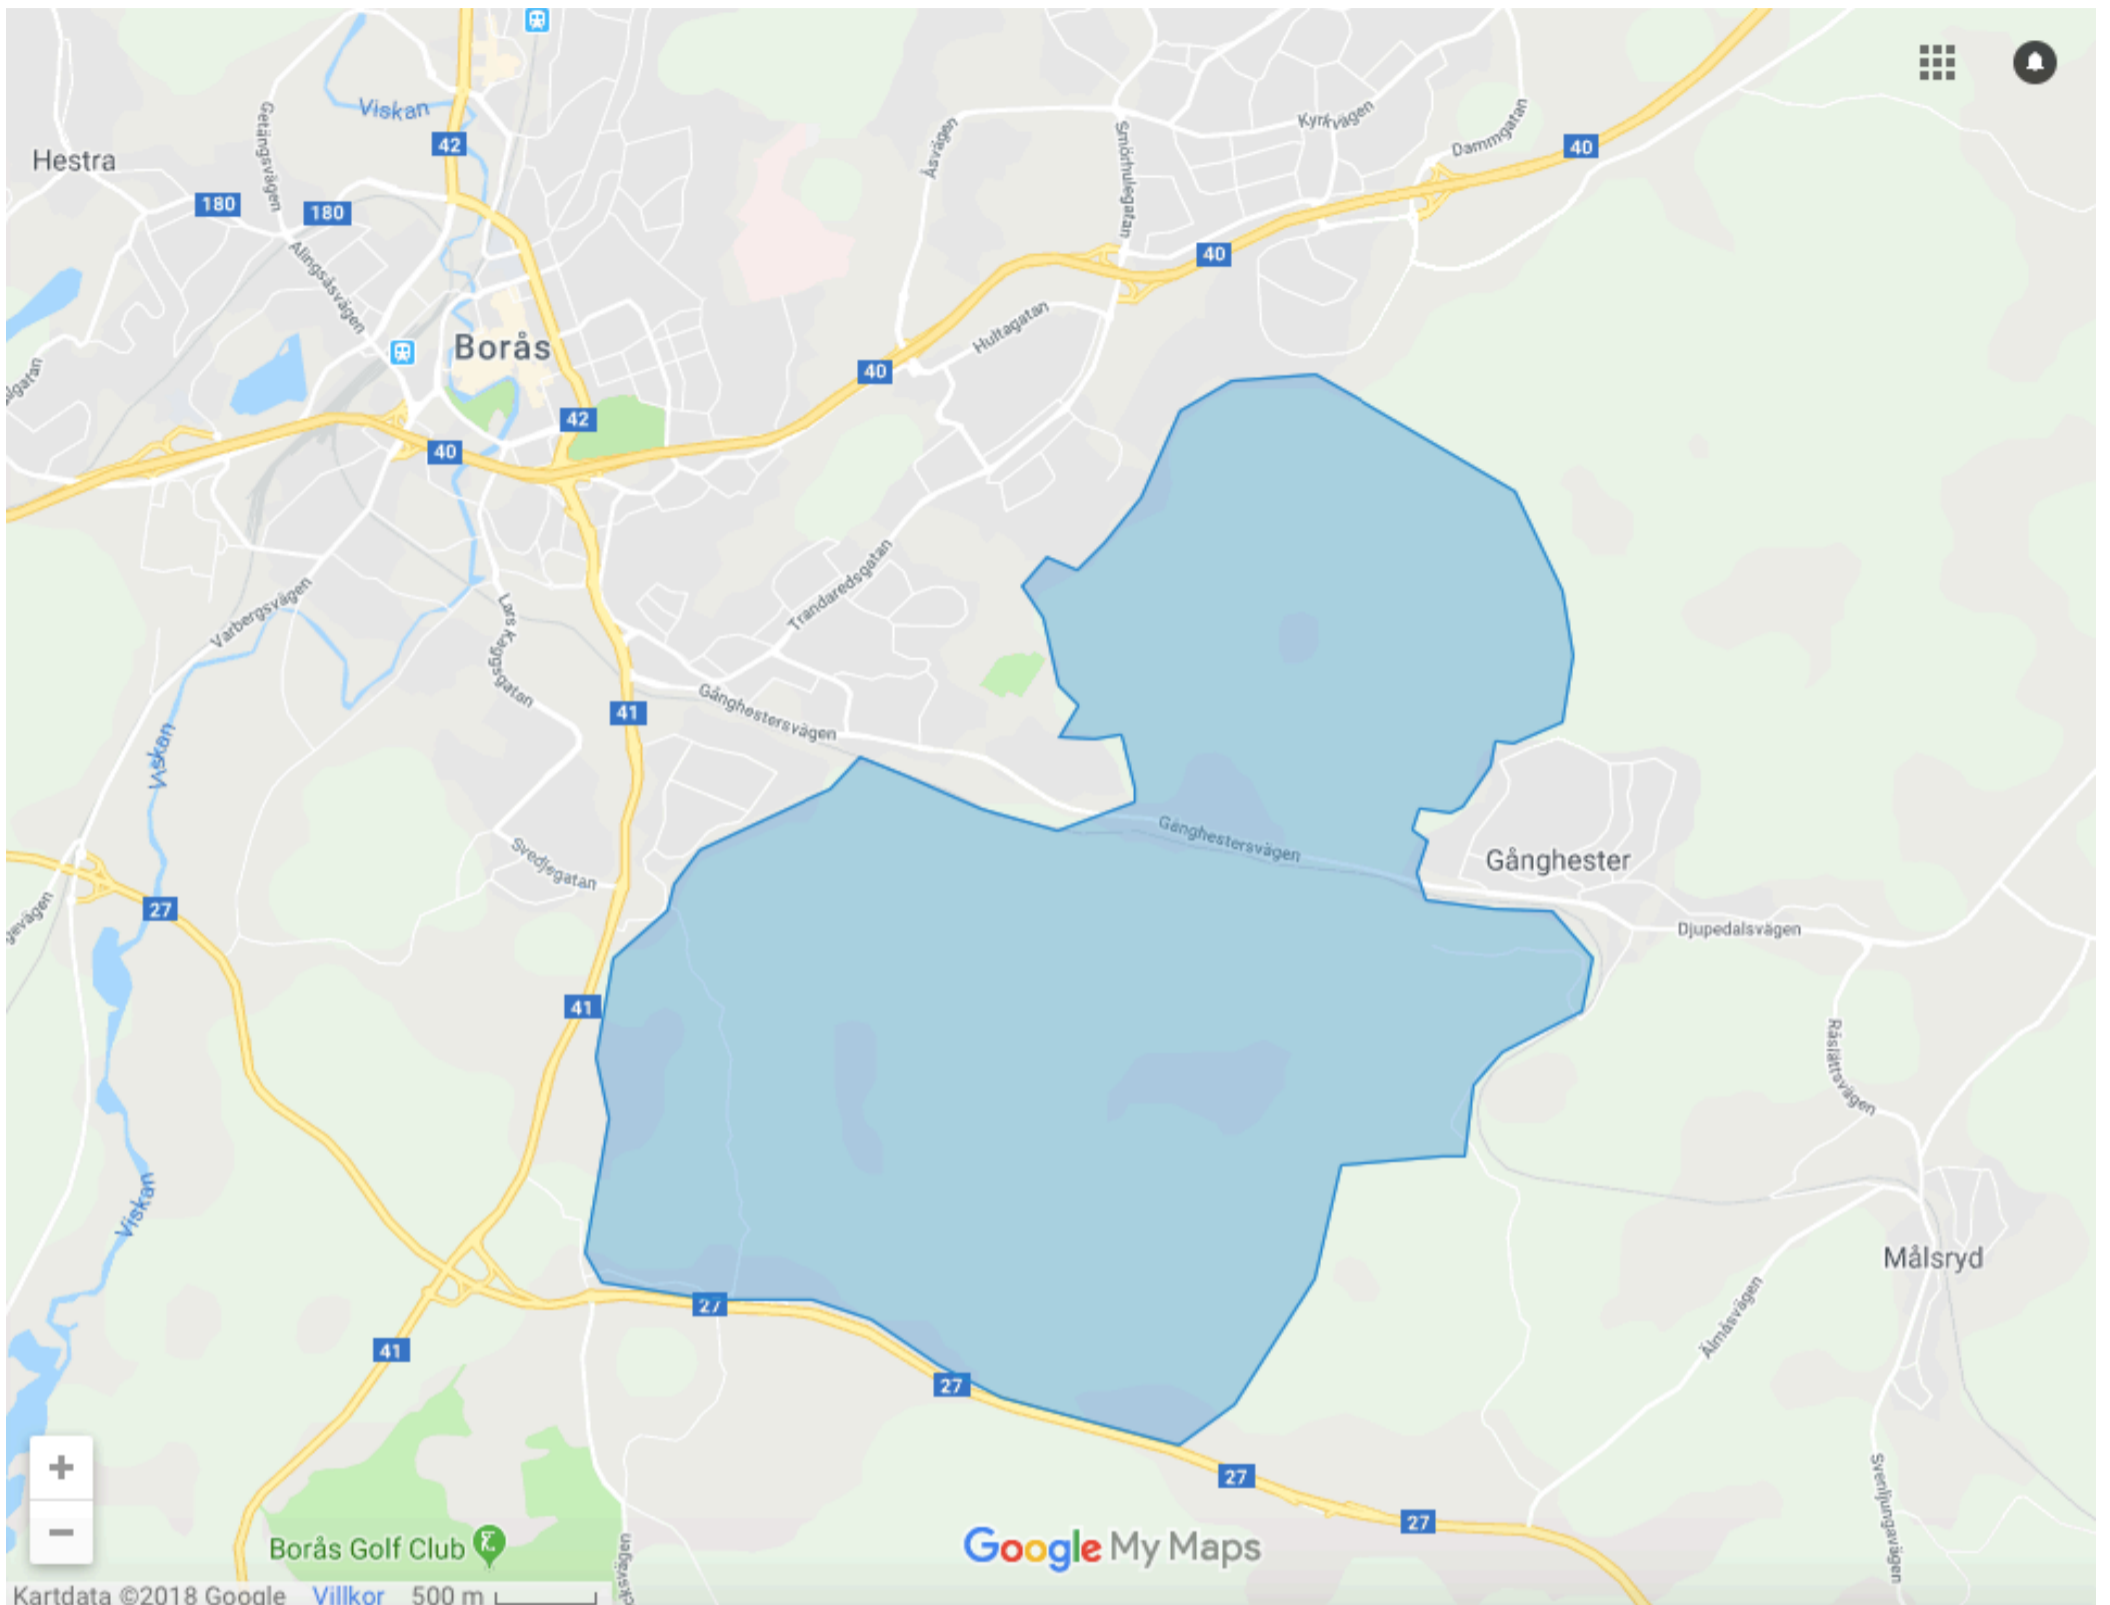 Viskan
42
Getängsvägen
Hestra
180
180
Alingsåsvägen
Borås
42
40
40
Åsvägen
Smörhulegatan
Kyrkvägen
Dammgatan
40
40
Hultagatan
Varbergsvägen
Lars Kaggsgatan
Trandaredsgatan
Gånghestersvägen
41
Viskan
Svedjegatan
Gånghestersvägen
Gånghester
27
Djupedalsvägen
41
Råslättsvägen
Viskan
Målsryd
27
41
Älmåsvägen
27
27
27
Svenljungavägen
Borås Golf Club
Google My Maps
+
−
Kartdata ©2018 Google Villkor 500 m